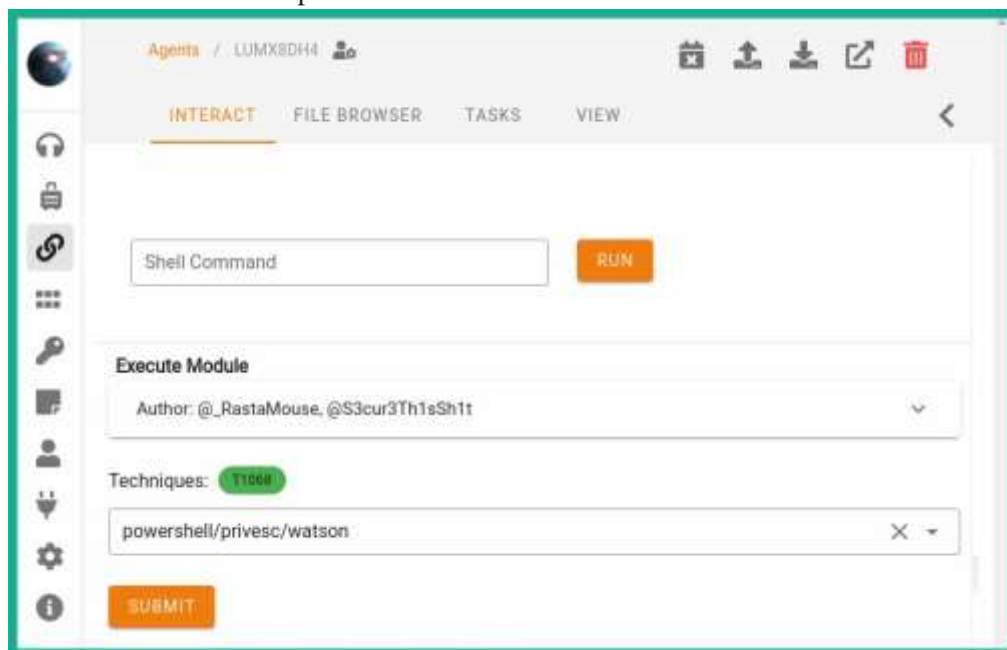 Agents / LUMX8DH4
INTERACT FILE BROWSER TASKS VIEW
Shell Command
RUN
Execute Module
Author: @_RastaMouse, @S3cur3Th1sSh1t
Techniques: T1068
powershell/privesc/watson
SUBMIT